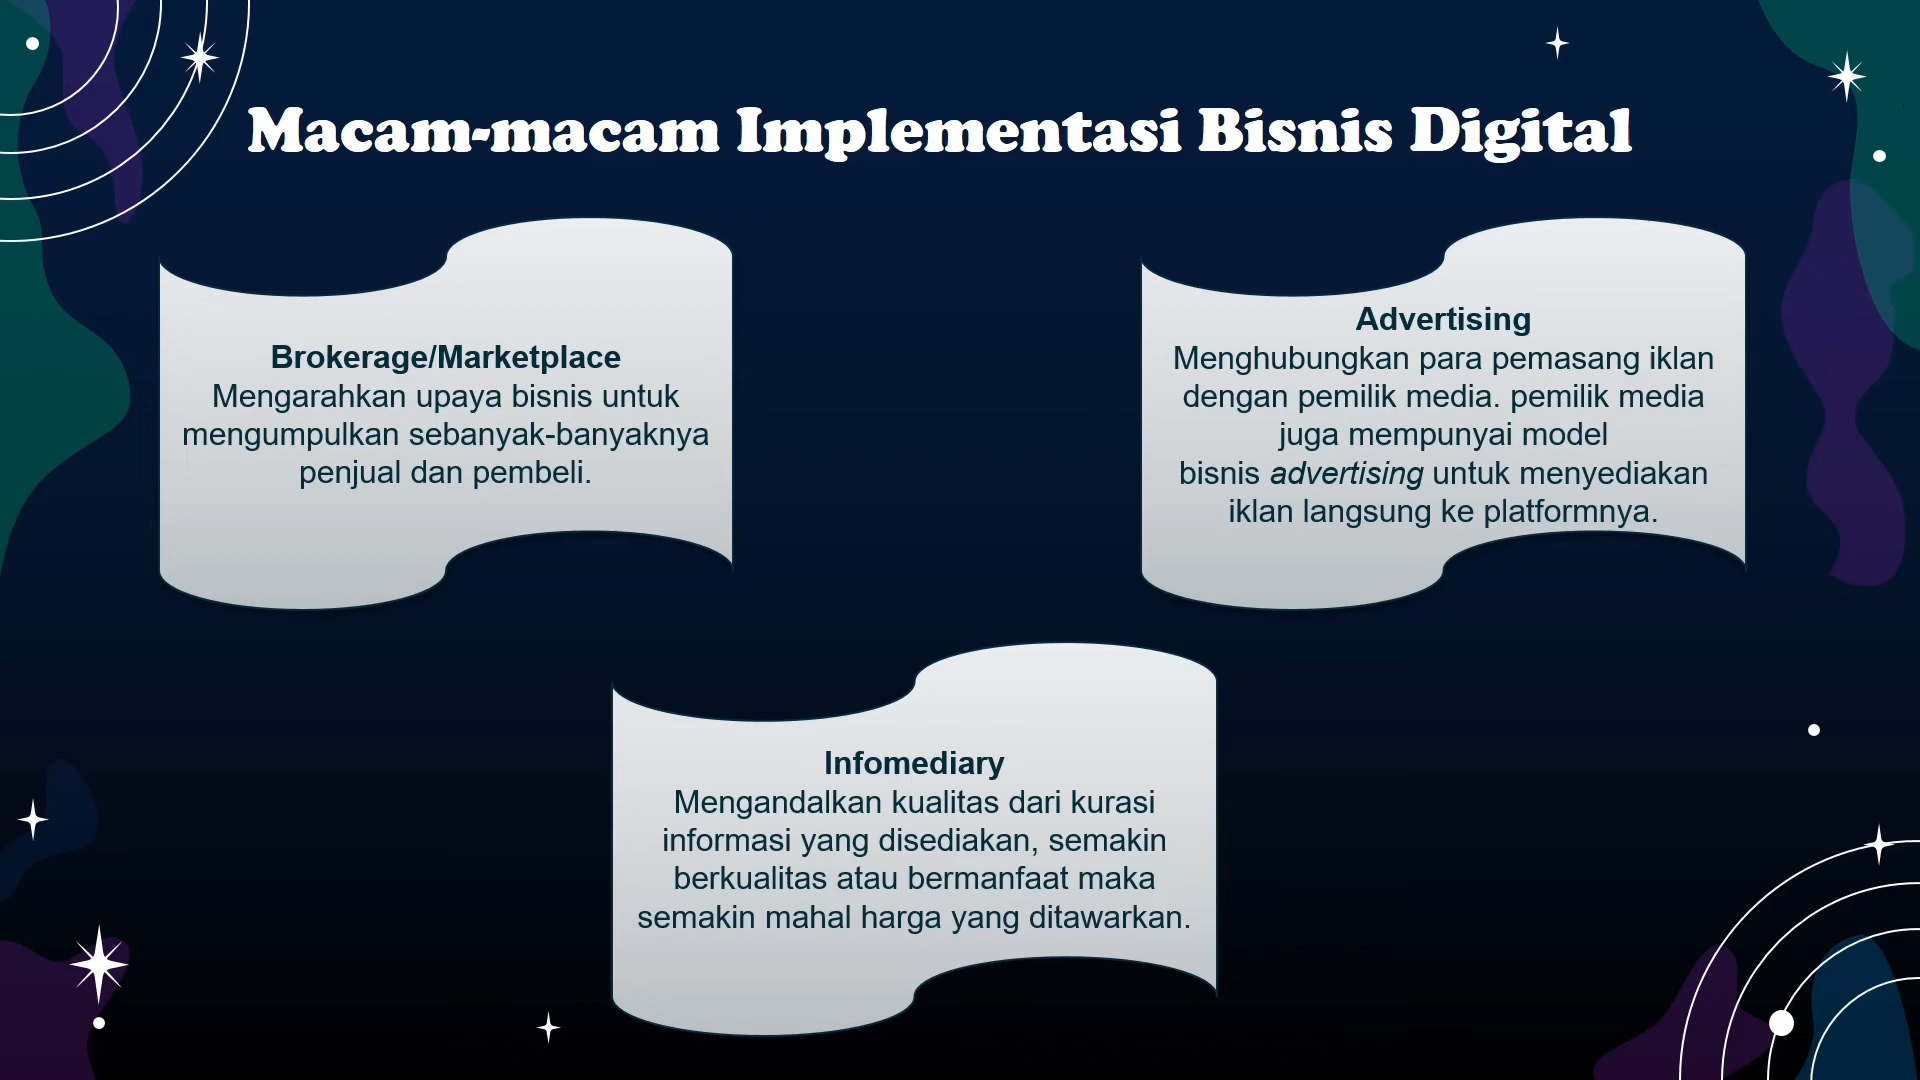 Macam-macam Implementasi Bisnis Digital
Brokerage/Marketplace
Mengarahkan upaya bisnis untuk
mengumpulkan sebanyak-banyaknya
penjual dan pembeli.
Advertising
Menghubungkan para pemasang iklan
dengan pemilik media. pemilik media
juga mempunyai model
bisnis advertising untuk menyediakan
iklan langsung ke platformnya.
Infomediary
Mengandalkan kualitas dari kurasi
informasi yang disediakan, semakin
berkualitas atau bermanfaat maka
semakin mahal harga yang ditawarkan.